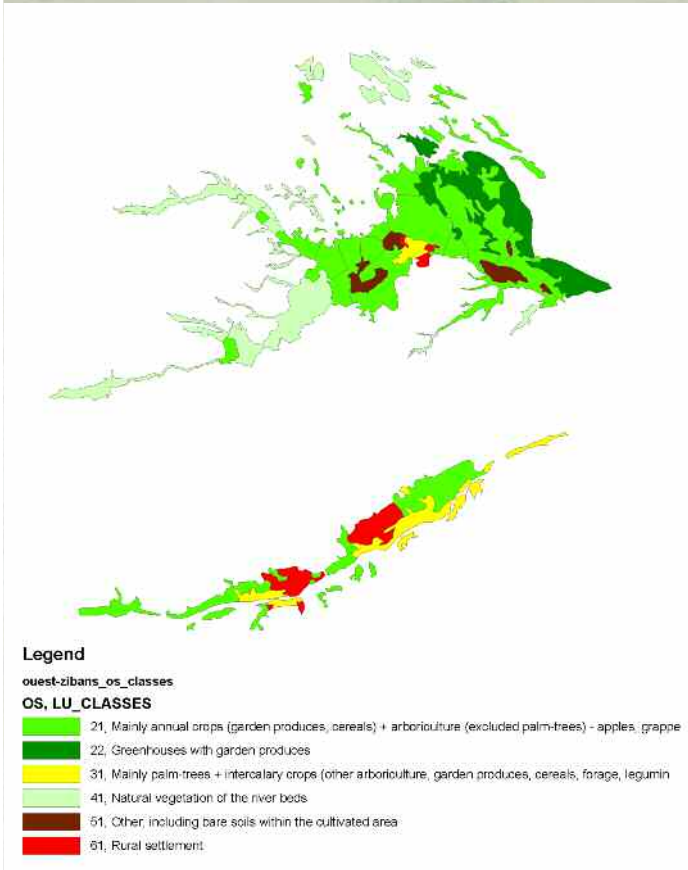 Legend
ouest-zibans_os_classes
OS, LU_CLASSES
21, Mainly annual crops (garden produces, cereals) + arboriculture (excluded palm-trees) - apples, grappe
22, Greenhouses with garden produces
31, Mainly palm-trees + intercalary crops (other arboriculture, garden produces, cereals, forage, legumin
41, Natural vegetation of the river beds
51, Other, including bare soils within the cultivated area
61, Rural settlement